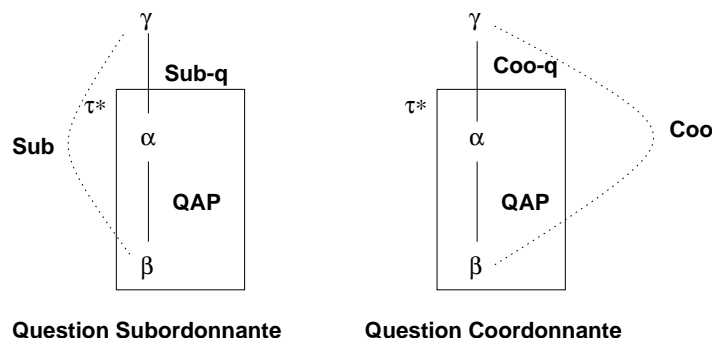 γ γ
Sub-q Coo-q
τ* τ*
α α
Sub Coo
QAP QAP
β β
Question Subordonnante Question Coordonnante